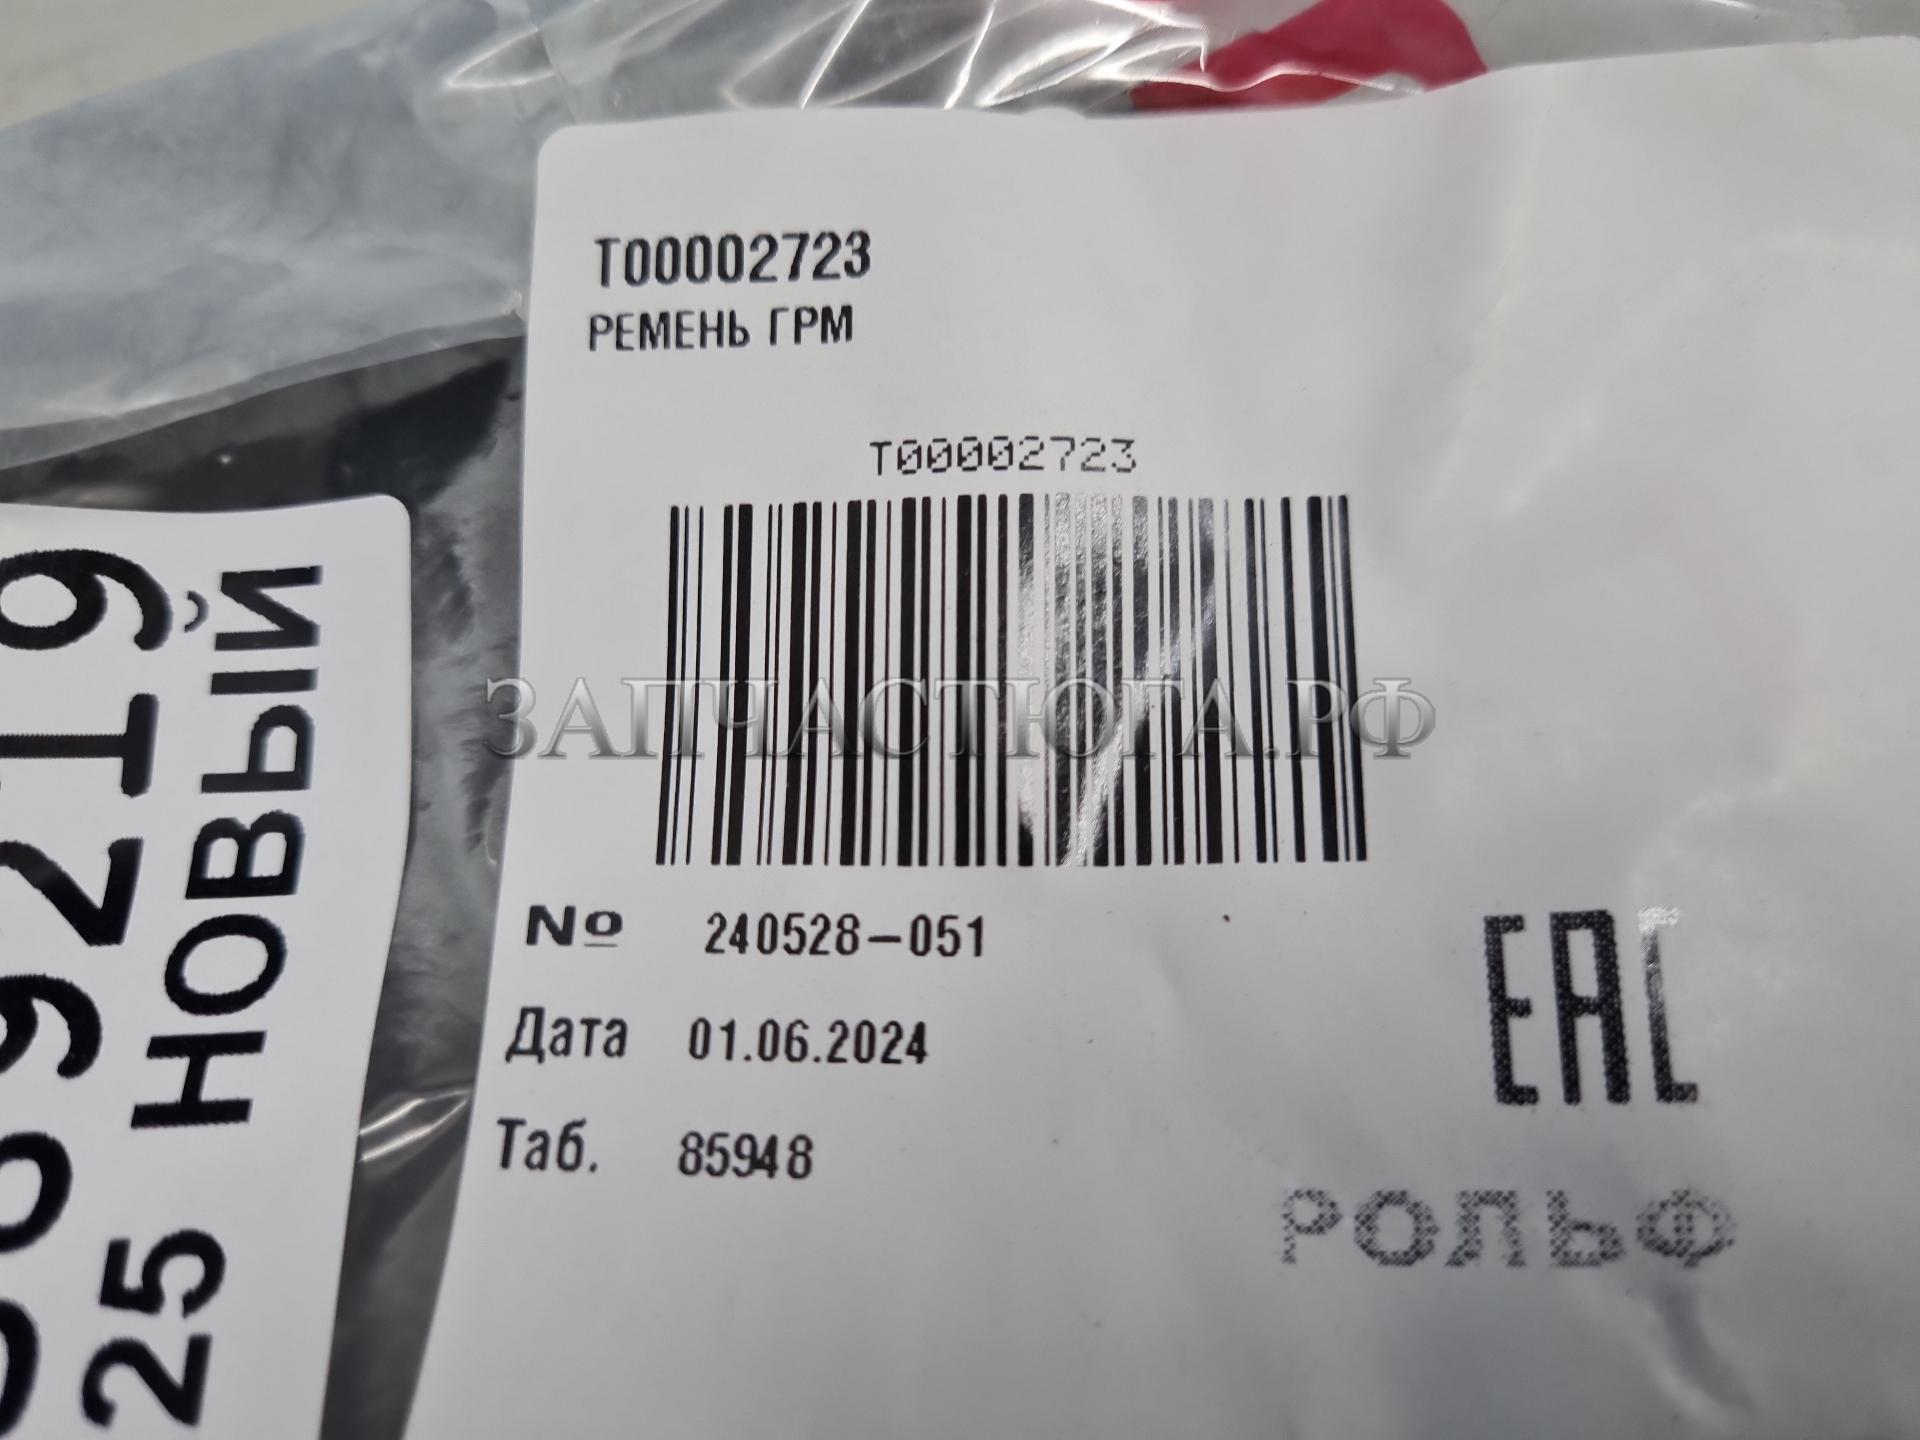 T00002723
РЕМЕНЬ ГРМ
T00002723
ЗАПЧАСТЮГА.РФ
№ 240528-051
Дата 01.06.2024
Таб. 85948
EAC
РОЛЬФ
9219
25 НОВЫЙ